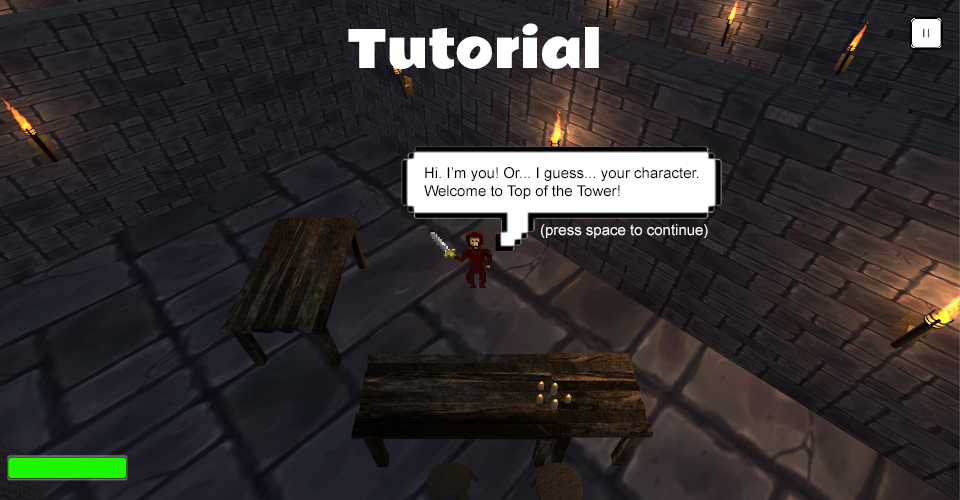 Tutorial
Hi. I'm you! Or... I guess... your character.
Welcome to Top of the Tower!
(press space to continue)